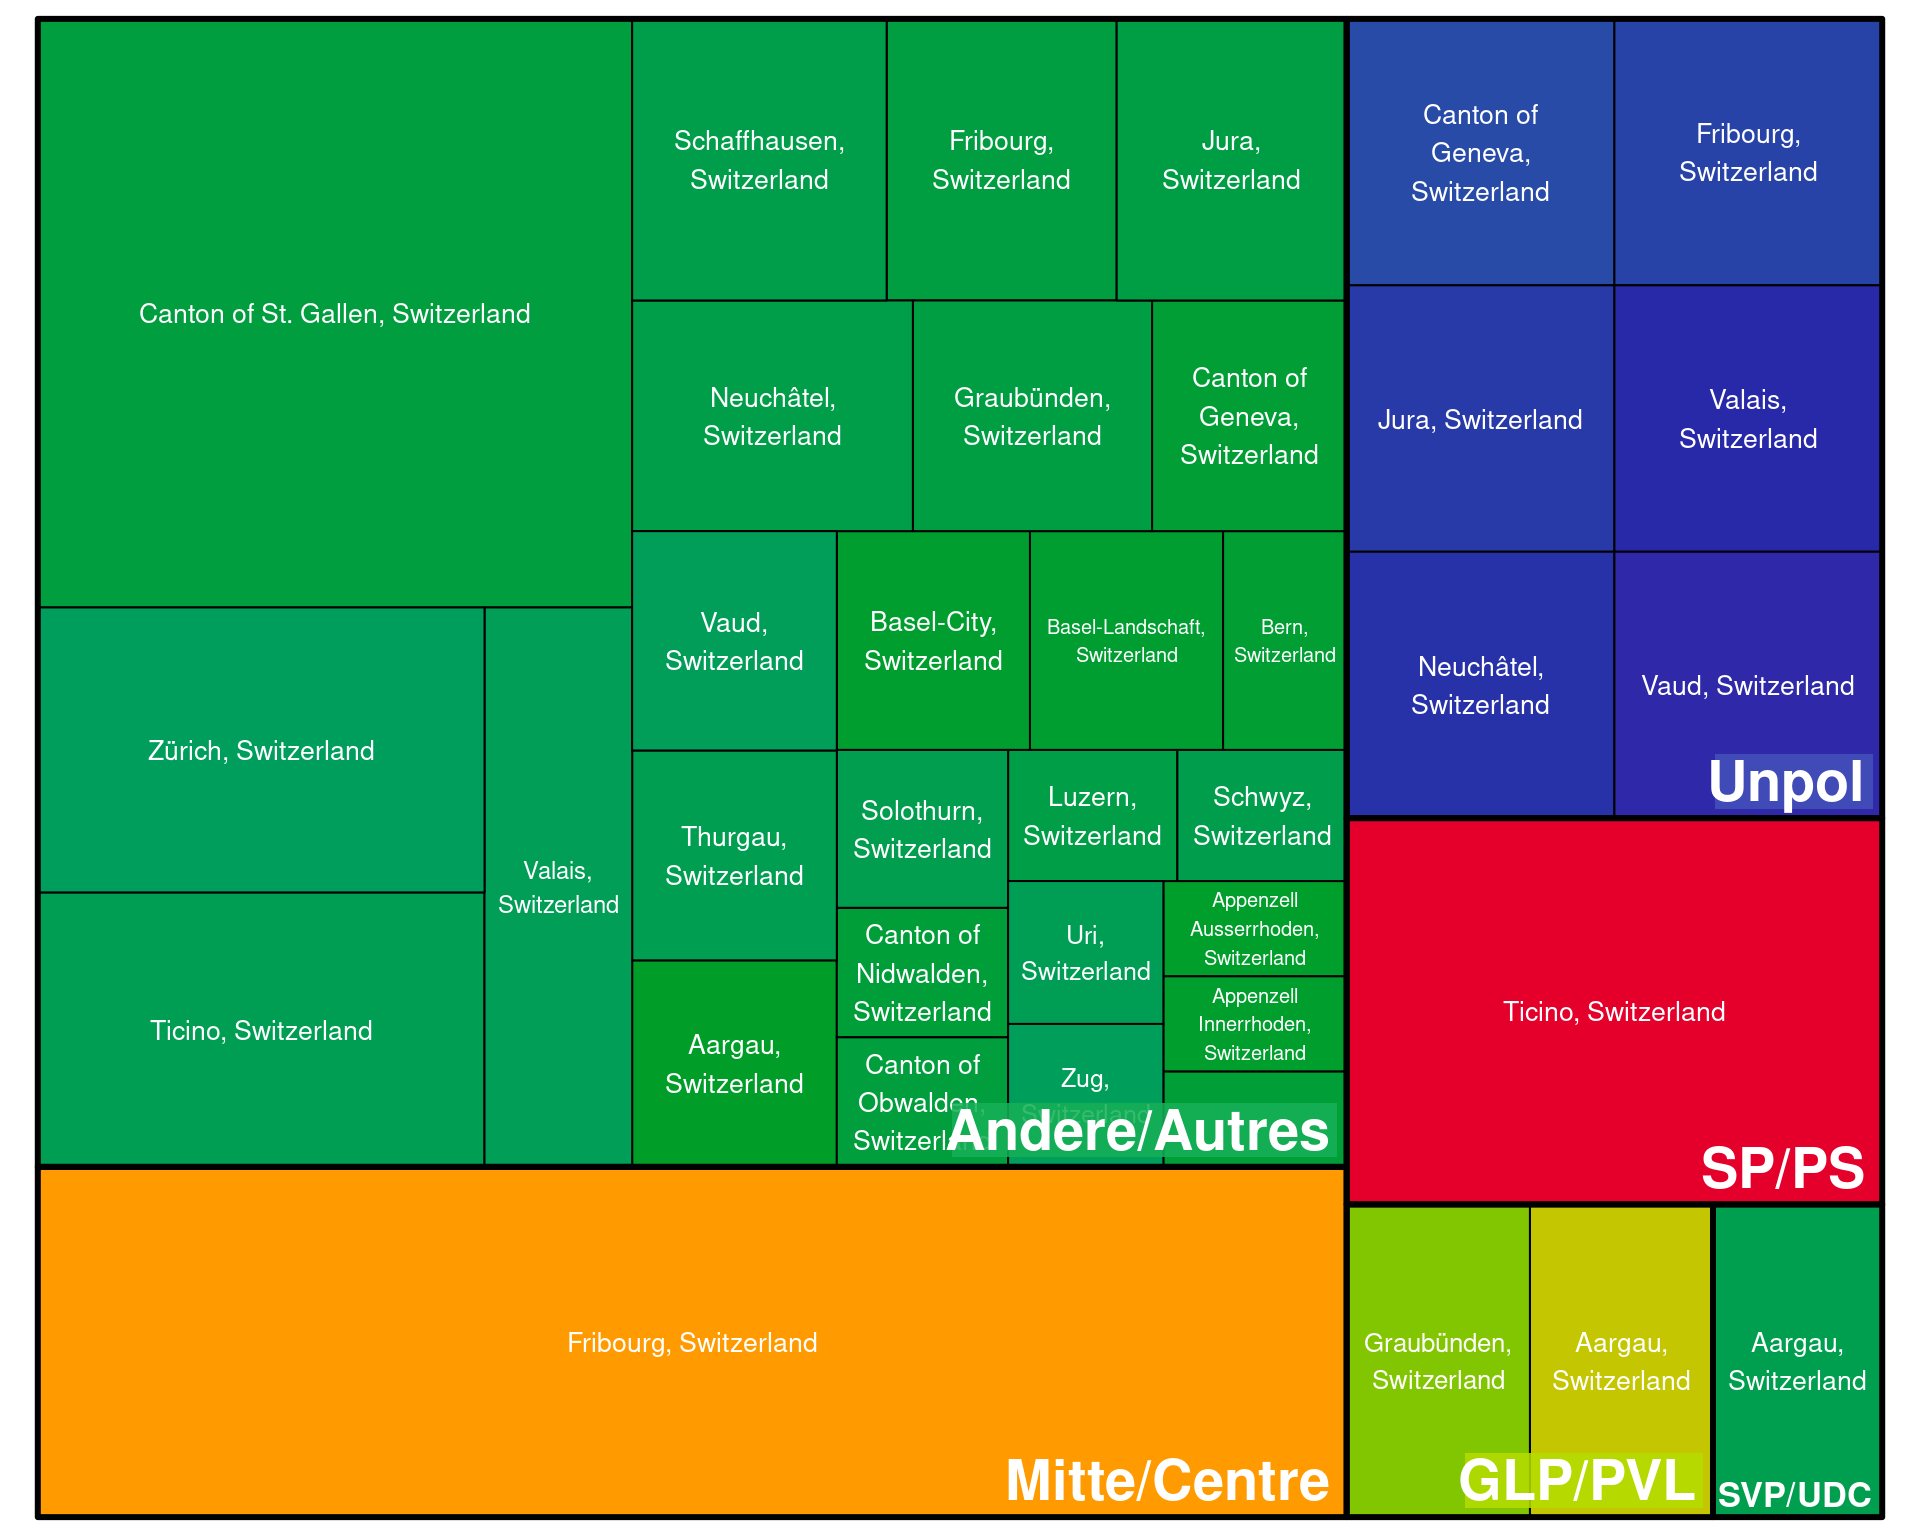 Canton of St. Gallen, Switzerland
Schaffhausen,
Switzerland
Fribourg,
Switzerland
Jura,
Switzerland
Neuchâtel,
Switzerland
Graubünden,
Switzerland
Canton of
Geneva,
Switzerland
Zürich, Switzerland
Ticino, Switzerland
Valais,
Switzerland
Vaud,
Switzerland
Basel-City,
Switzerland
Basel-Landschaft,
Switzerland
Bern,
Switzerland
Thurgau,
Switzerland
Aargau,
Switzerland
Solothurn,
Switzerland
Luzern,
Switzerland
Schwyz,
Switzerland
Canton of
Nidwalden,
Switzerland
Canton of
Obwalden,
Switzerland
Uri,
Switzerland
Zug,
Switzerland
Appenzell
Ausserrhoden,
Switzerland
Appenzell
Innerrhoden,
Switzerland
Andere/Autres
Fribourg, Switzerland
Mitte/Centre
Canton of
Geneva,
Switzerland
Fribourg,
Switzerland
Jura, Switzerland
Valais,
Switzerland
Neuchâtel,
Switzerland
Vaud, Switzerland
Unpol
Ticino, Switzerland
SP/PS
Graubünden,
Switzerland
Aargau,
Switzerland
GLP/PVL
Aargau,
Switzerland
SVP/UDC